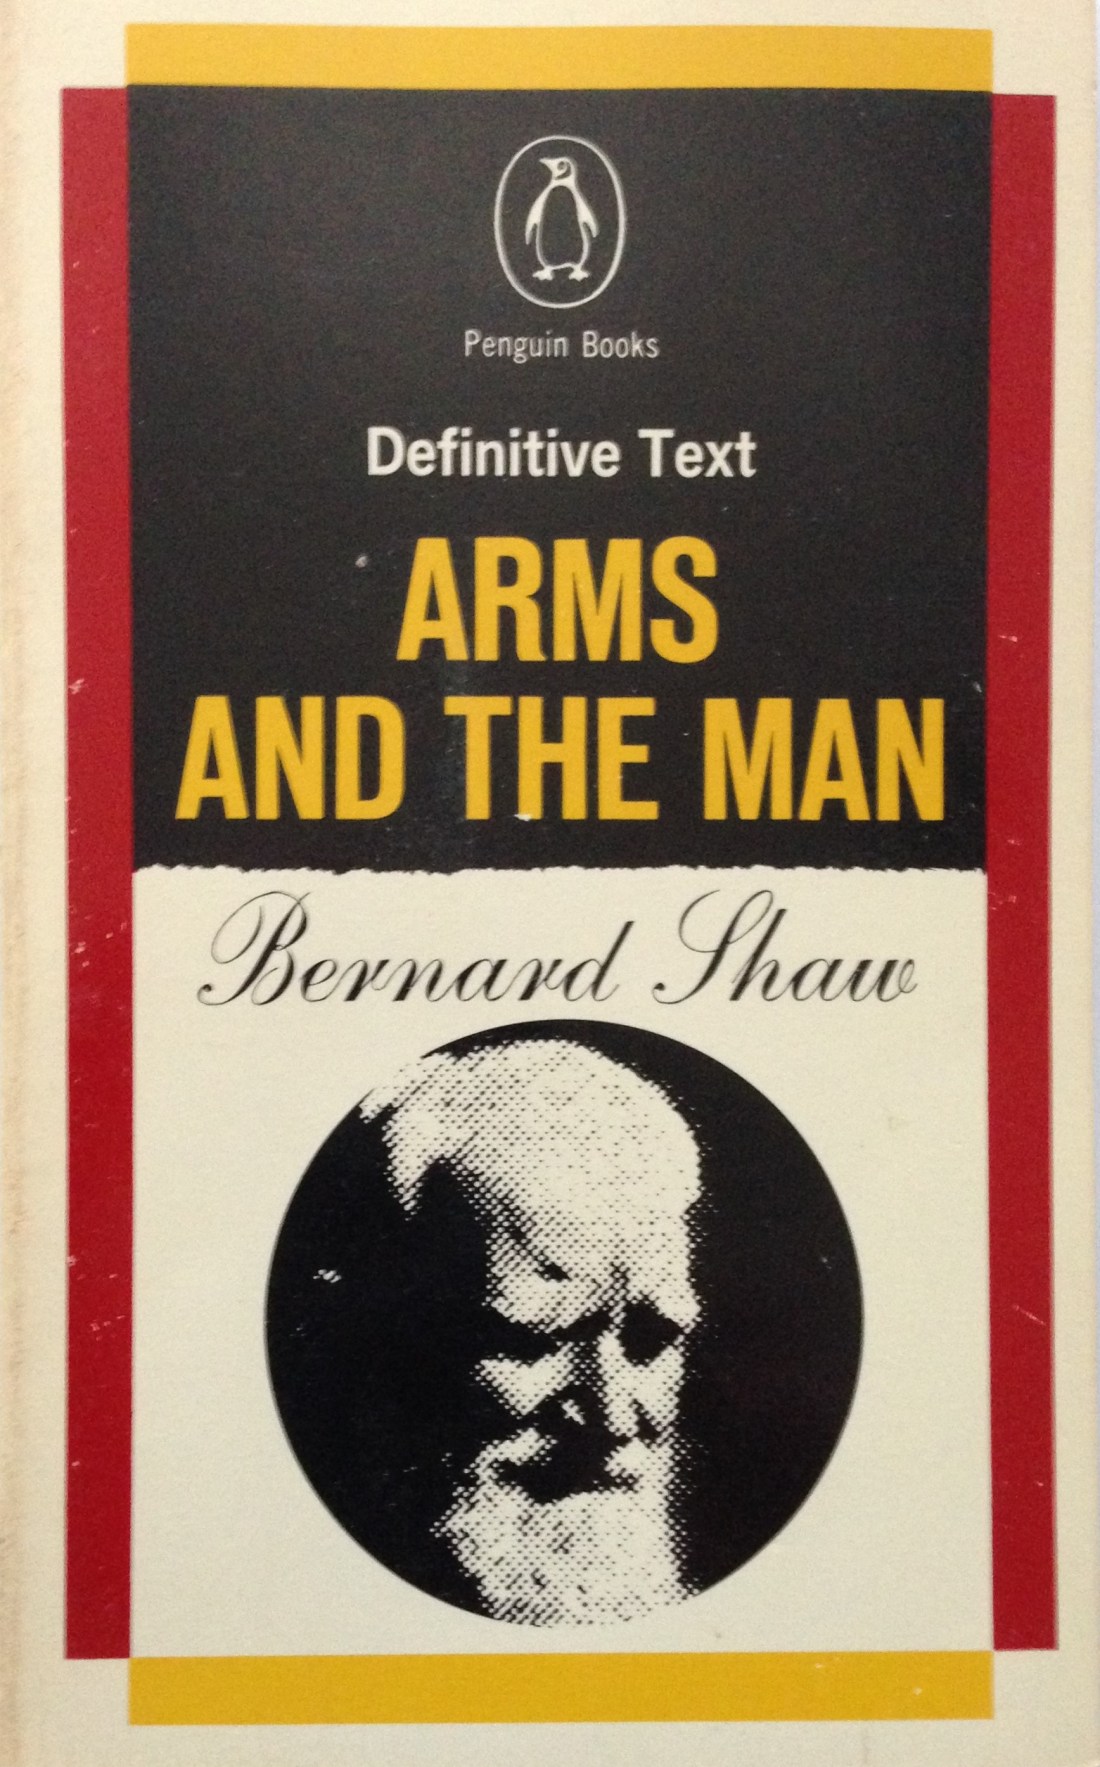 Penguin Books
Definitive Text
ARMS
AND THE MAN
Bernard Shaw